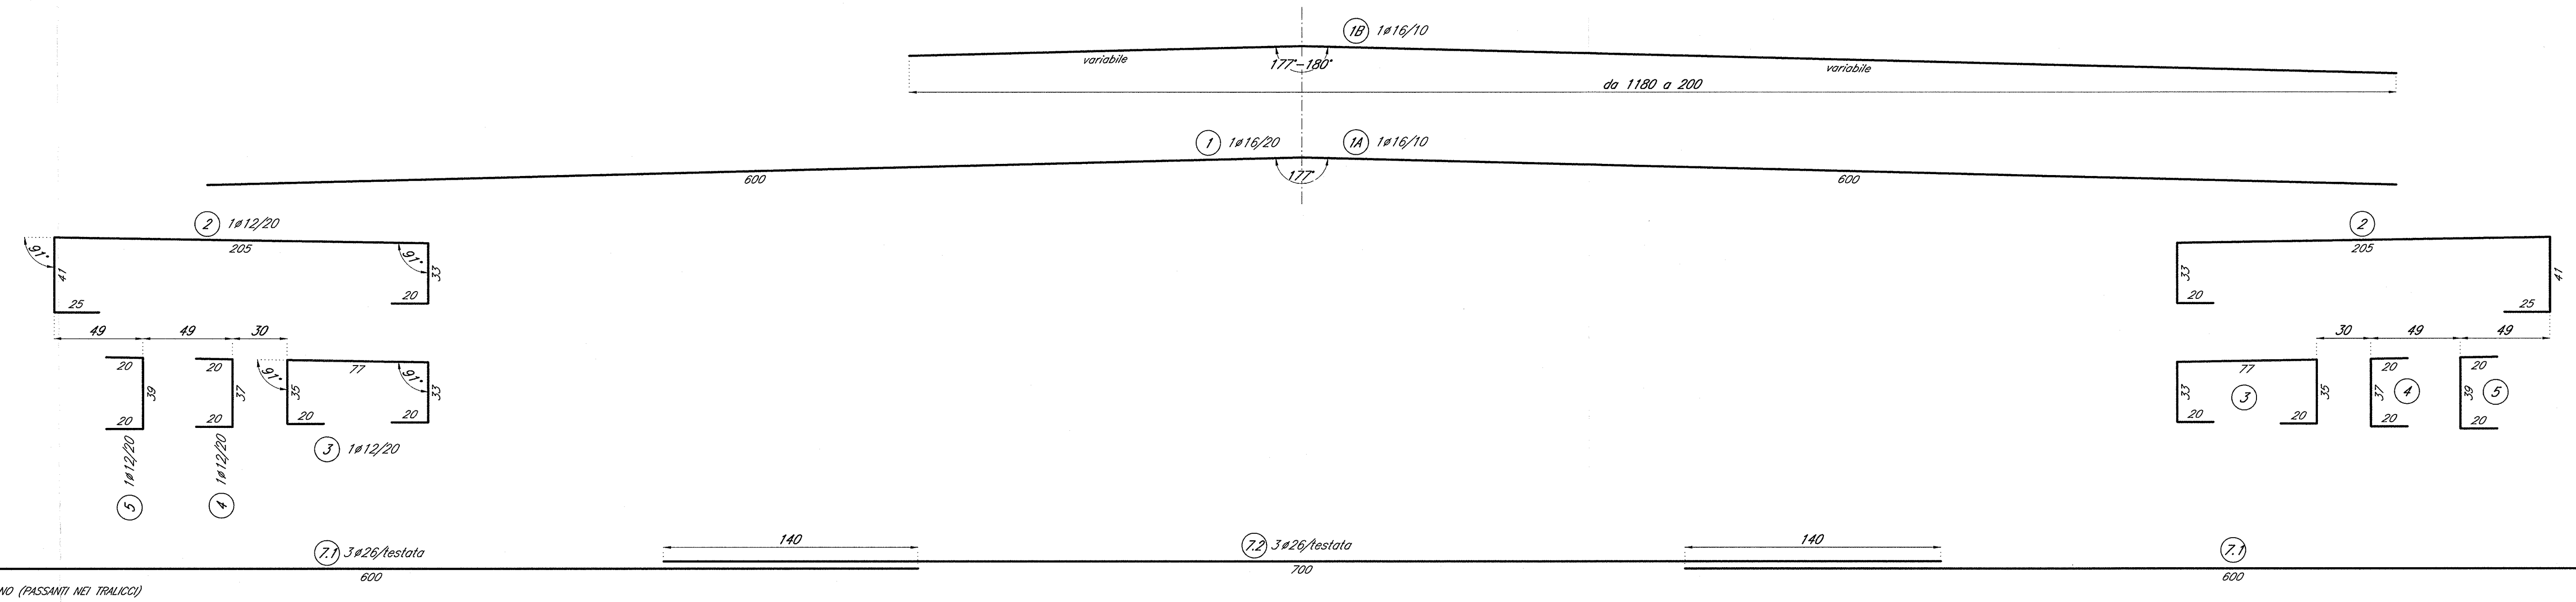 1B 1ø16/10
variabile 177°-180° variabile
da 1180 a 200
1 1ø16/20 1A 1ø16/10
600 177° 600
2 1ø12/20 2
91° 205 91° 205
41 33 33 41
25 20 20 25
49 49 30 30 49 49
20 20 91° 77 91° 77 20 20
39 37 35 33 33 3 35 37 4 39 5
20 20 20 20 20 20 20 20
5 1ø12/20 4 1ø12/20 3 1ø12/20
140 140
7.1 3ø26/testata 7.2 3ø26/testata 7.1
600 700 600
NO (PASSANTI NEI TRALICCI)